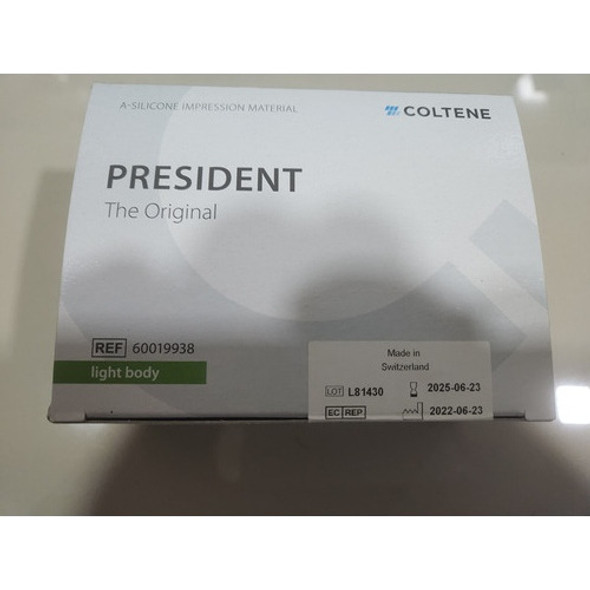 A-SILICONE IMPRESSION MATERIAL
COLTENE
PRESIDENT
The Original
REF 60019938
light body
Made in
Switzerland
LOT L81430
2025-06-23
EC REP
2022-06-23